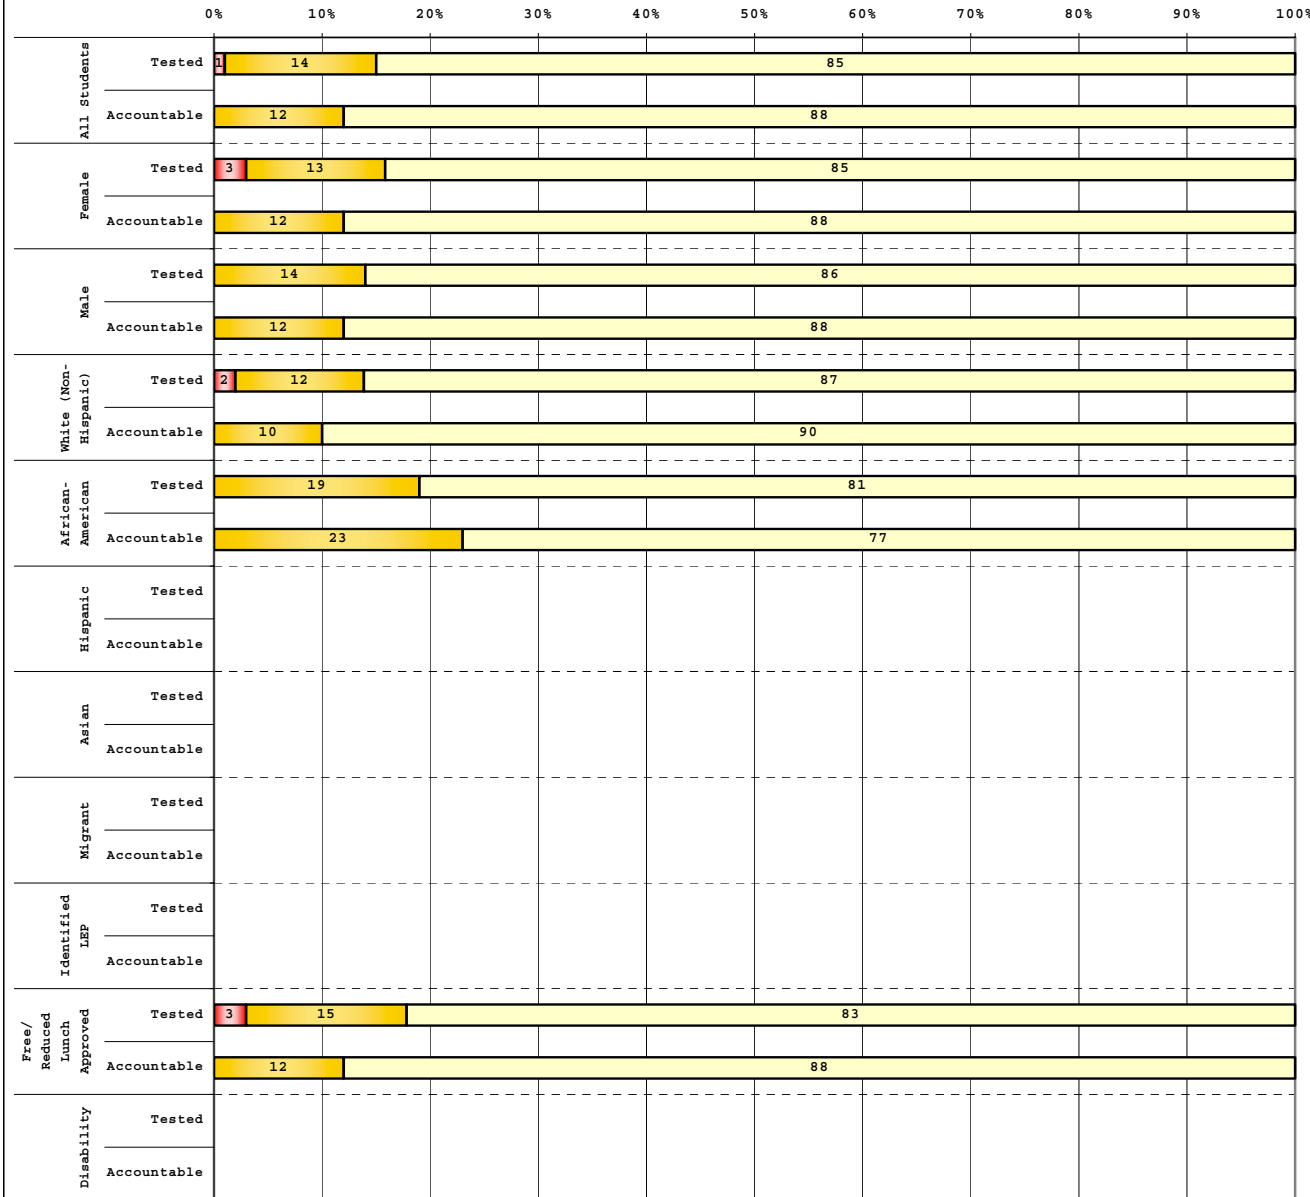 0% 10% 20% 30% 40% 50% 60% 70% 80% 90% 100%
All Students
Tested 1 14 85
Accountable 12 88
Female
Tested 3 13 85
Accountable 12 88
Male
Tested 14 86
Accountable 12 88
White (Non-
Hispanic)
Tested 2 12 87
Accountable 10 90
African-
American
Tested 19 81
Accountable 23 77
Hispanic
Tested
Accountable
Asian
Tested
Accountable
Migrant
Tested
Accountable
Identified
LEP
Tested
Accountable
Free/
Reduced
Lunch
Approved
Tested 3 15 83
Accountable 12 88
Disability
Tested
Accountable